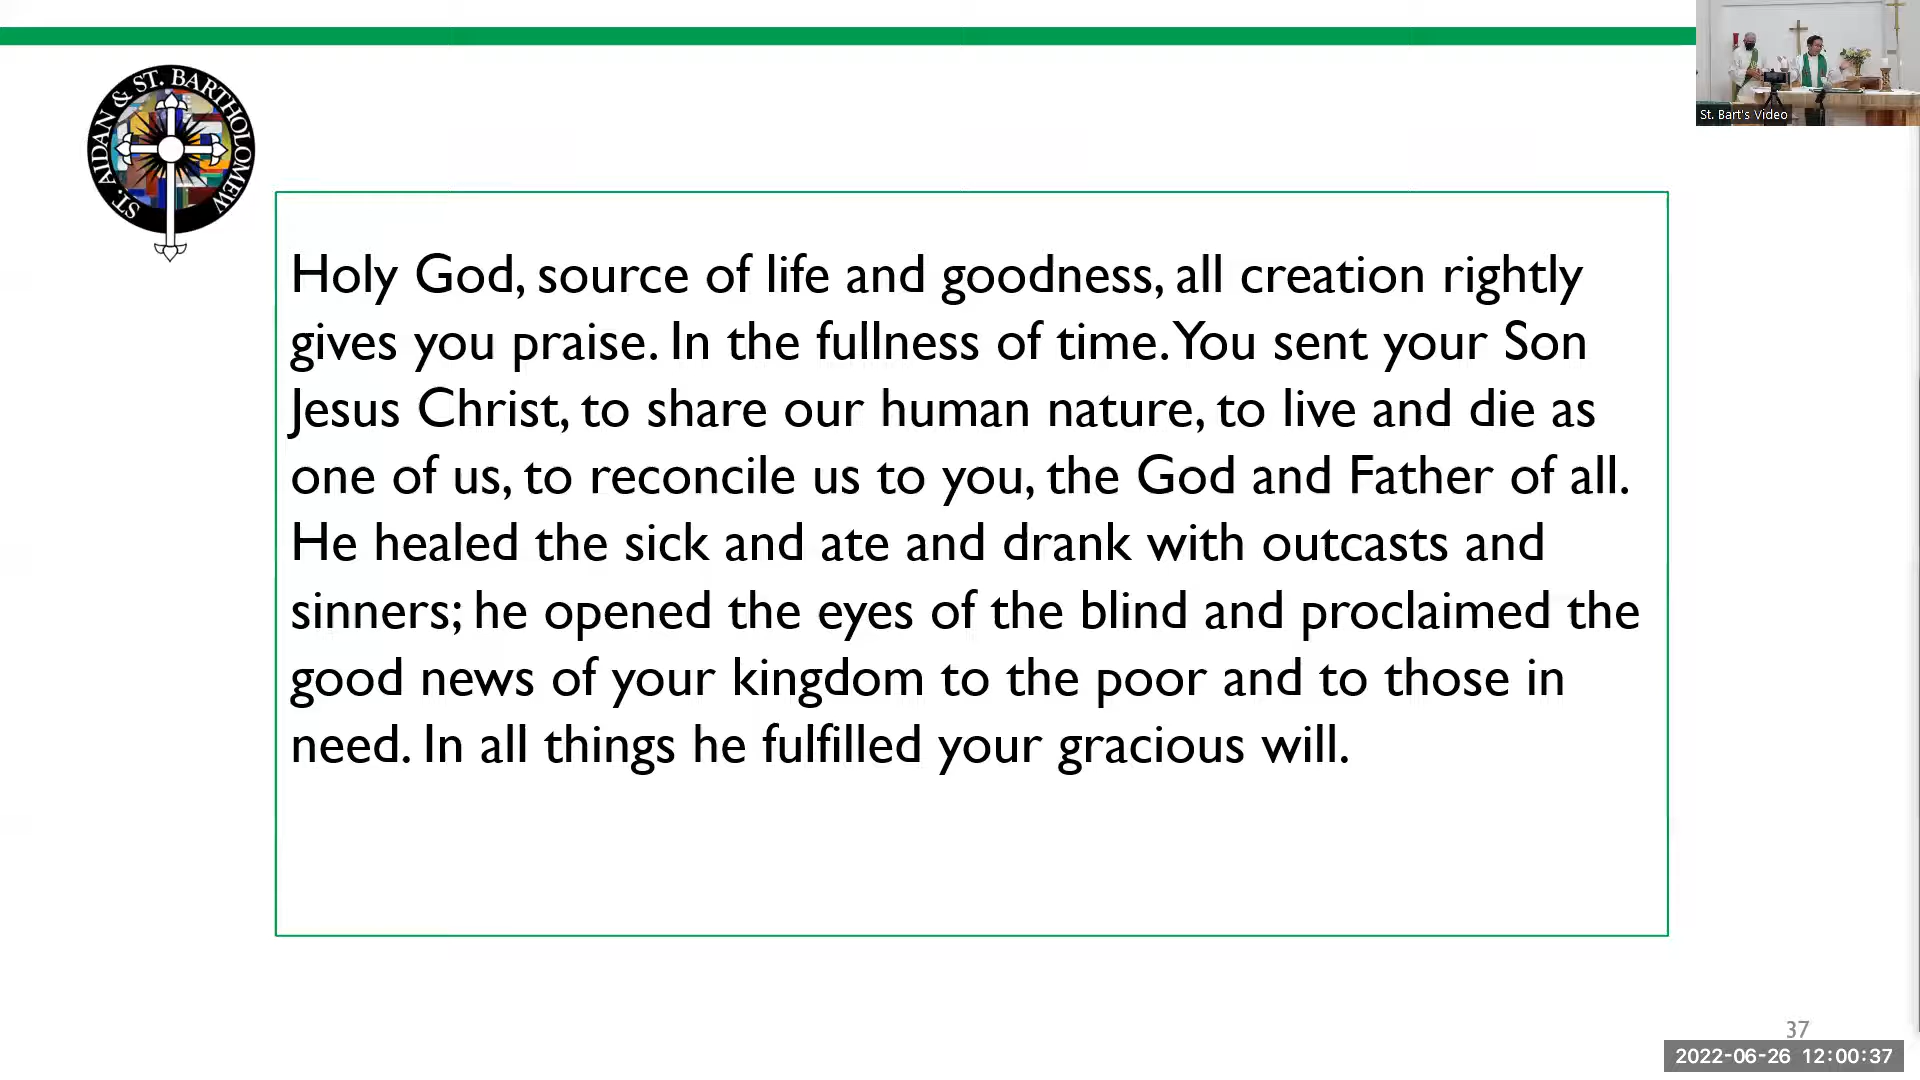 ST. AIDAN & ST. BARTHOLOMEW
St. Bart's Video
Holy God, source of life and goodness, all creation rightly
gives you praise. In the fullness of time. You sent your Son
Jesus Christ, to share our human nature, to live and die as
one of us, to reconcile us to you, the God and Father of all.
He healed the sick and ate and drank with outcasts and
sinners; he opened the eyes of the blind and proclaimed the
good news of your kingdom to the poor and to those in
need. In all things he fulfilled your gracious will.
37
2022-06-26 12:00:37